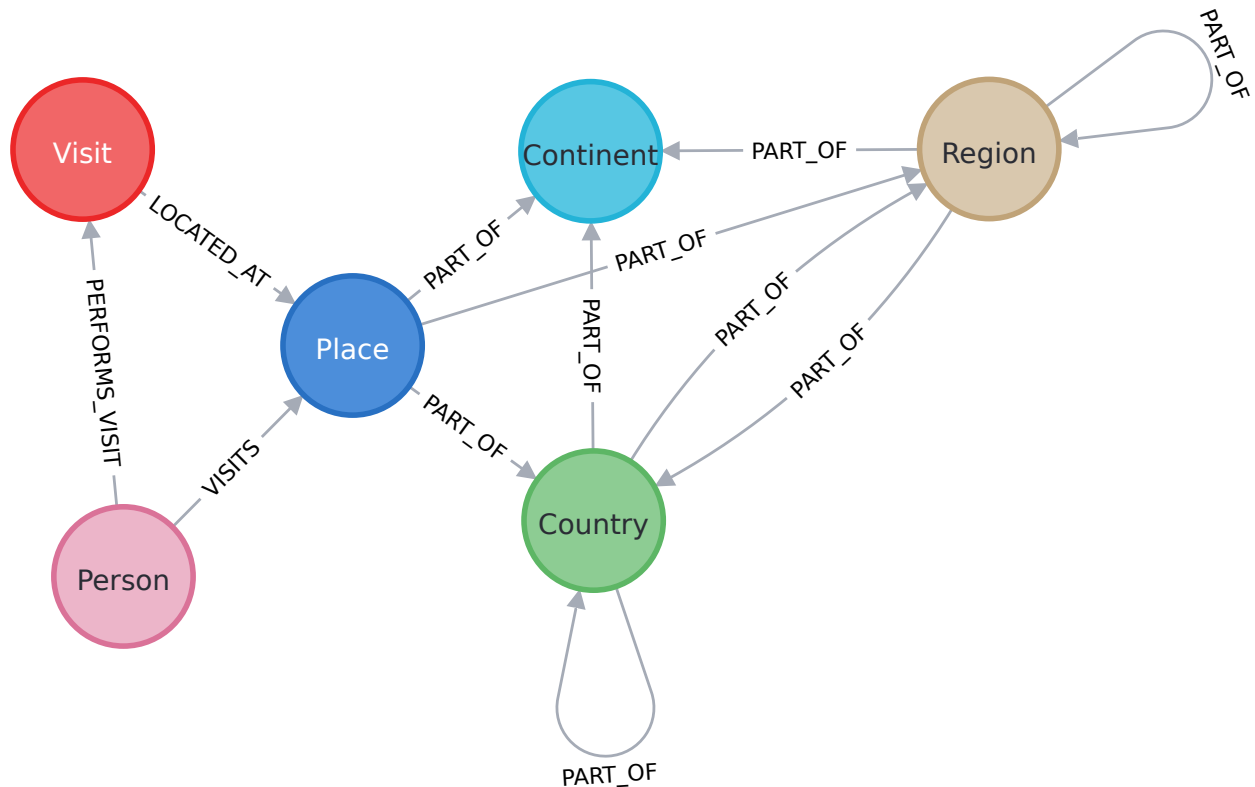 PART_OF
Visit
Continent
PART_OF
Region
LOCATED_AT
PART_OF
PART_OF
PERFORMS_VISIT
Place
PART_OF
PART_OF
PART_OF
PART_OF
VISITS
Country
Person
PART_OF